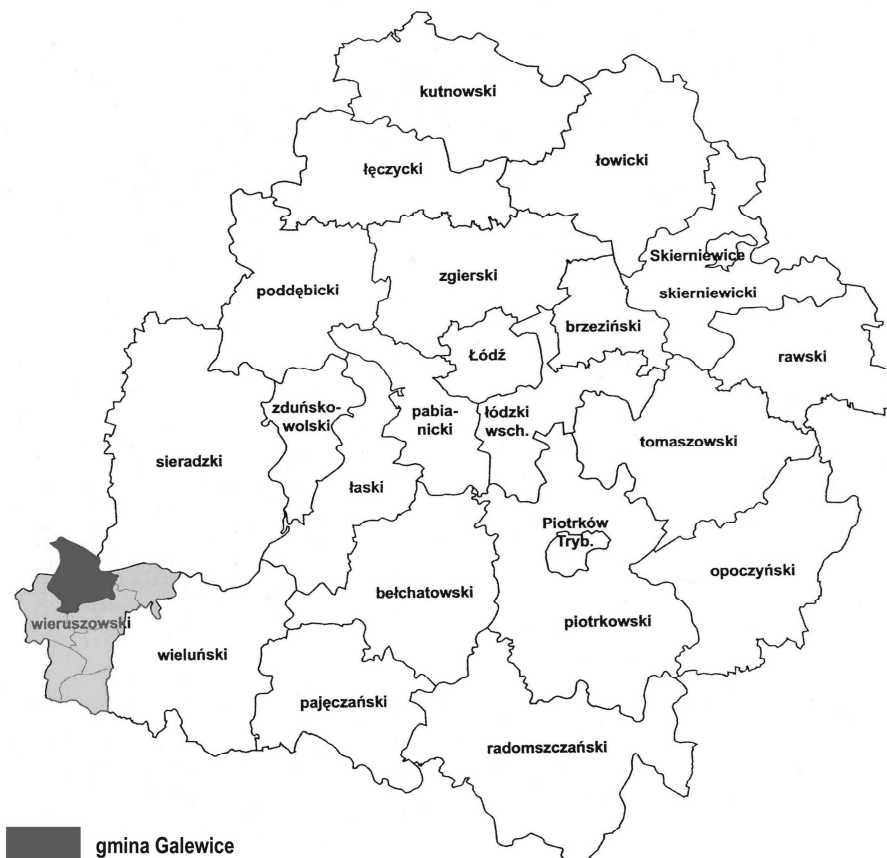 kutnowski
łęczycki
łowicki
Skierniewice
skierniewicki
poddębicki
zgierski
brzeziński
rawski
Łódź
zduńsko-
wolski
pabia-
nicki
łódzki
wsch.
tomaszowski
sieradzki
łaski
Piotrków
Tryb.
opoczyński
bełchatowski
piotrkowski
wieruszowski
wieluński
pajęczański
radomszczański
gmina Galewice